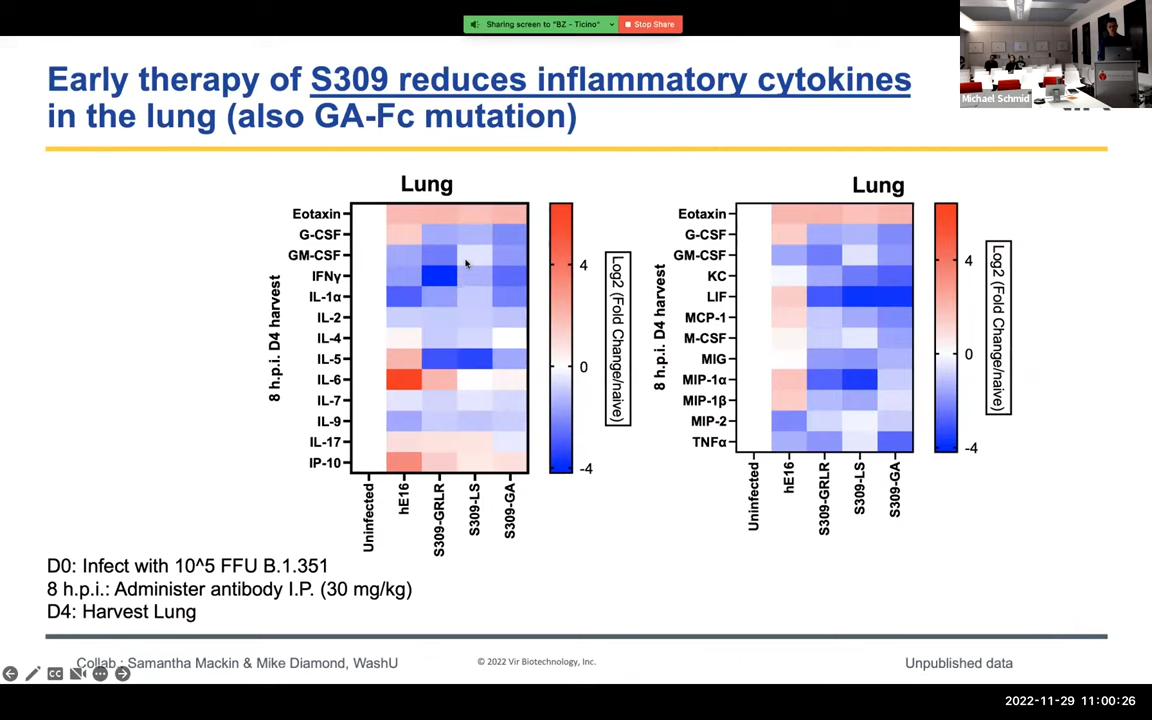 Sharing screen to "BZ - Ticino"
Stop Share
Michael Schmid
Early therapy of S309 reduces inflammatory cytokines
in the lung (also GA-Fc mutation)
Lung
Eotaxin
G-CSF
GM-CSF
IFNγ
IL-1α
IL-2
IL-4
IL-5
IL-6
IL-7
IL-9
IL-17
IP-10
8 h.p.i. D4 harvest
Uninfected
hE16
S309-GRLR
S309-LS
S309-GA
4
0
-4
Log2 (Fold Change/naive)
Lung
Eotaxin
G-CSF
GM-CSF
KC
LIF
MCP-1
M-CSF
MIG
MIP-1α
MIP-1β
MIP-2
TNFα
8 h.p.i. D4 harvest
Uninfected
hE16
S309-GRLR
S309-LS
S309-GA
4
0
-4
Log2 (Fold Change/naive)
D0: Infect with 10^5 FFU B.1.351
8 h.p.i.: Administer antibody I.P. (30 mg/kg)
D4: Harvest Lung
Collab.: Samantha Mackin & Mike Diamond, WashU
© 2022 Vir Biotechnology, Inc.
Unpublished data
CC
2022-11-29 11:00:26